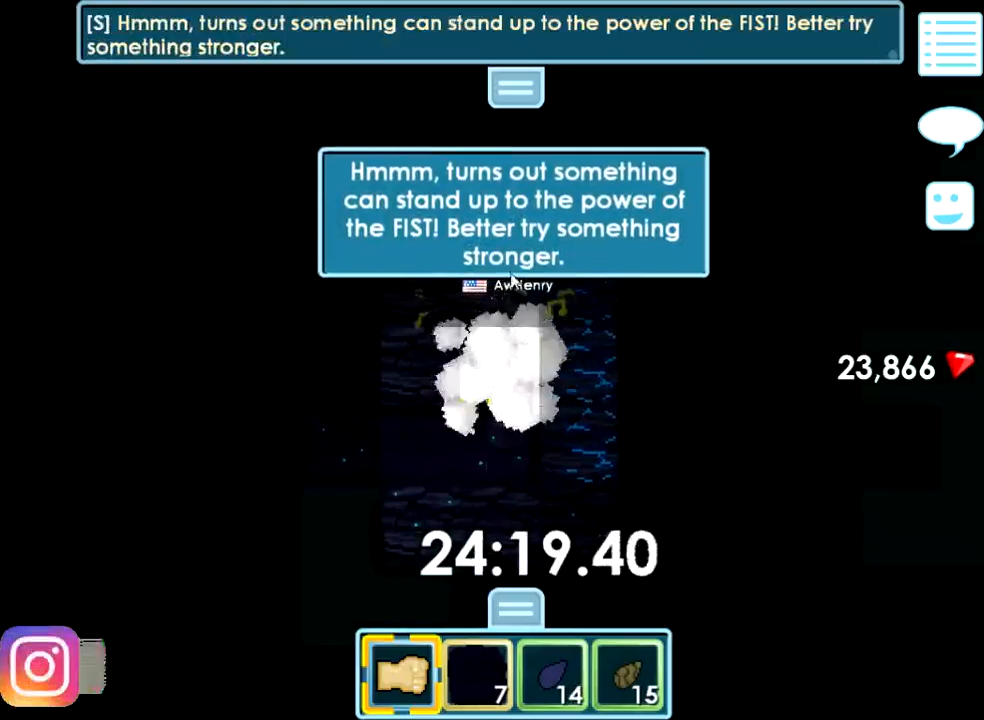 [S] Hmmm, turns out something can stand up to the power of the FIST! Better try
something stronger.
Hmmm, turns out something
can stand up to the power of
the FIST! Better try something
stronger.
23,866
24:19.40
7
14
15